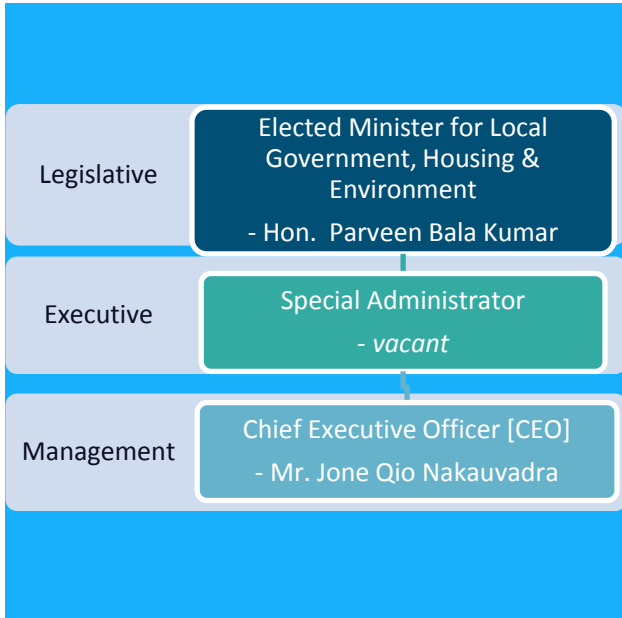 Legislative
Elected Minister for Local
Government, Housing &
Environment
- Hon.  Parveen Bala Kumar
Executive
Special Administrator
- vacant
Management
Chief Executive Officer [CEO]
- Mr. Jone Qio Nakauvadra